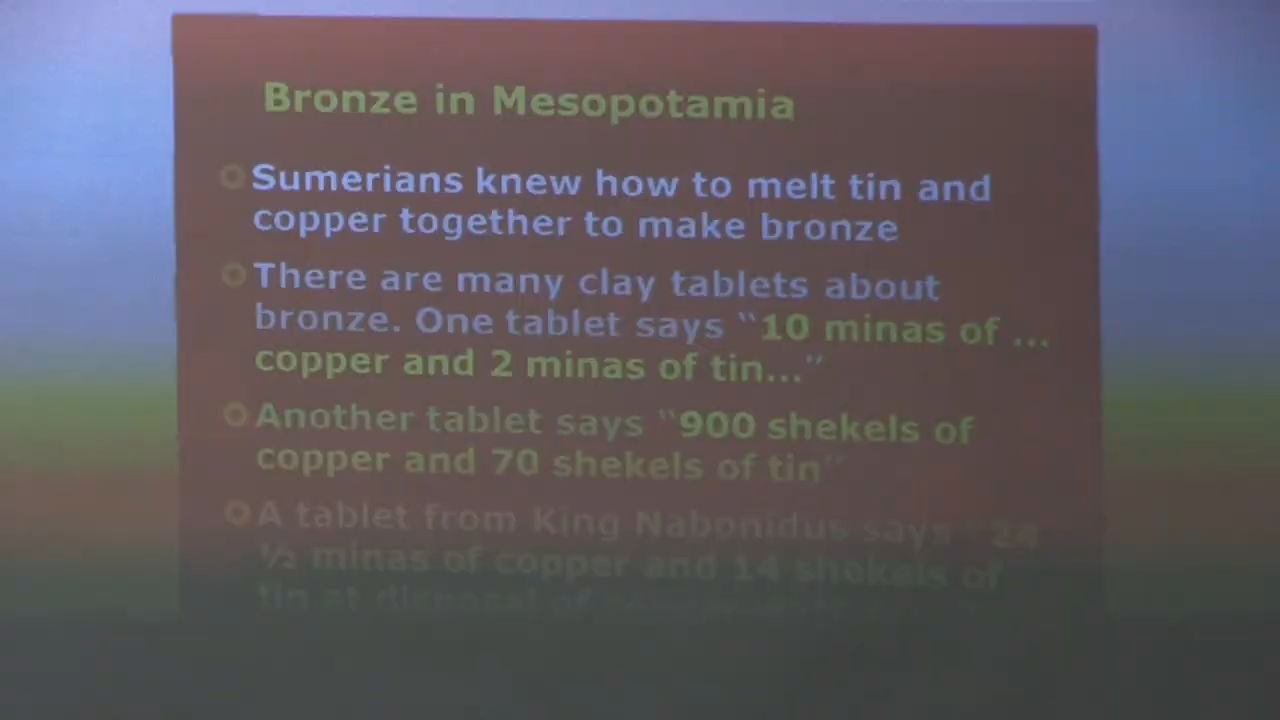 Bronze in Mesopotamia
Sumerians knew how to melt tin and
copper together to make bronze
There are many clay tablets about
bronze. One tablet says “10 minas of ...
copper and 2 minas of tin...”
Another tablet says “900 shekels of
copper and 70 shekels of tin”
A tablet from King Nabonidus says “24
½ minas of copper and 14 shekels of
tin at disposal of